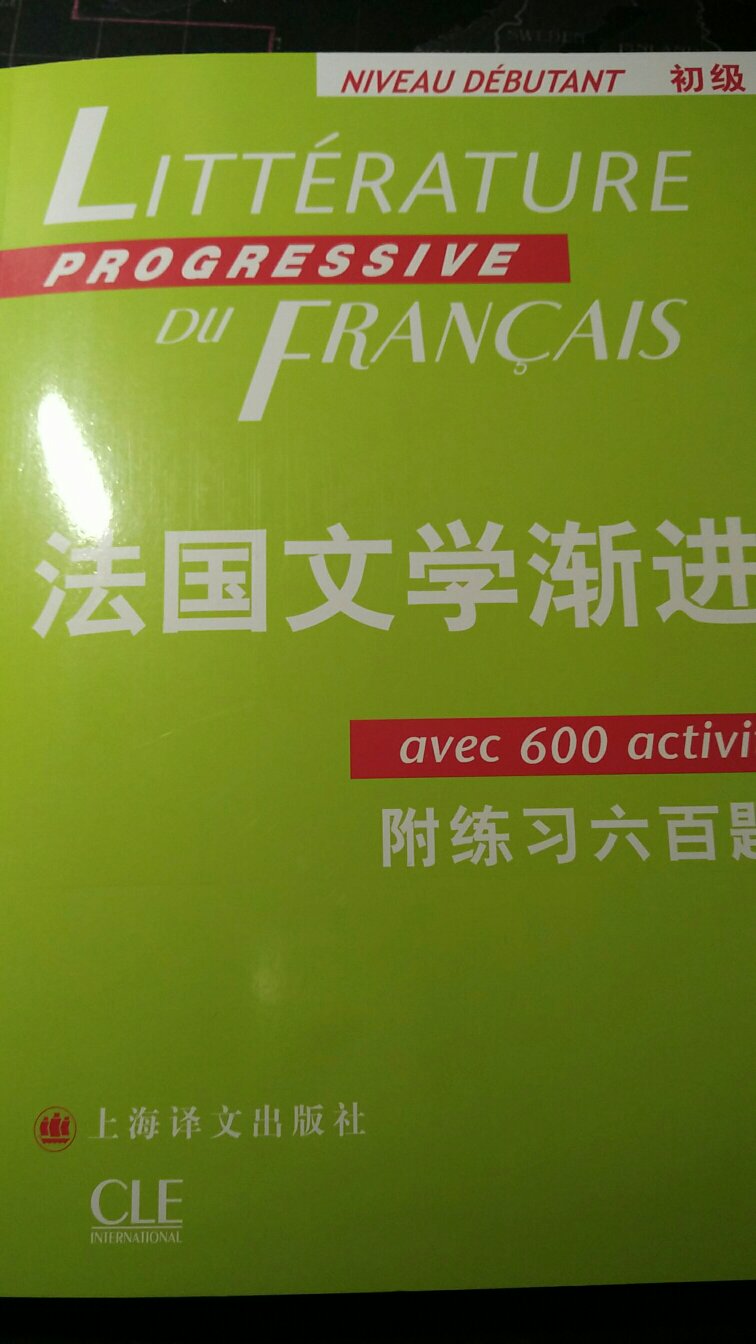 NIVEAU DÉBUTANT 初级
LITTÉRATURE
PROGRESSIVE
DU FRANÇAIS
法国文学渐进
avec 600 activi
附练习六百题
上海译文出版社
CLE
INTERNATIONAL